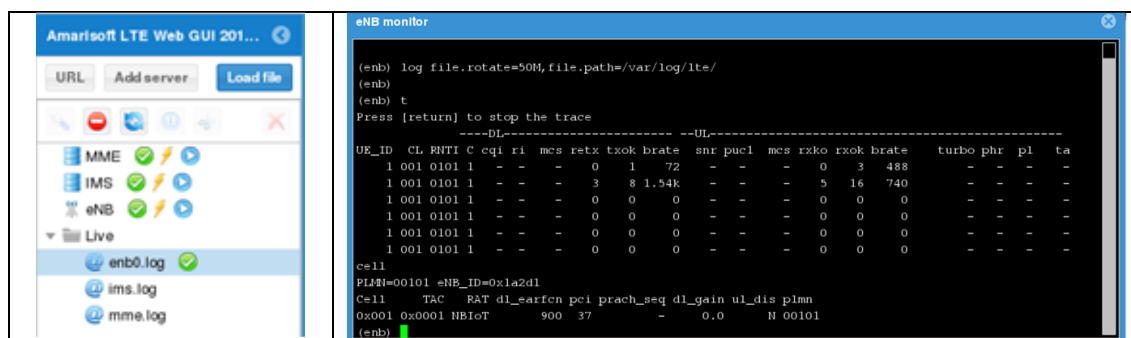 Amarisoft LTE Web GUI 201...
URL Add server Load file
MME
IMS
eNB
Live
enb0.log
ims.log
mme.log
eNB monitor
(enb) log file.rotate=50M,file.path=/var/log/lte/
(enb)
(enb) t
Press [return] to stop the trace
----DL----------------------- --UL------------------------------------------------
UE_ID CL RNTI C cqi ri mcs retx txok brate snr puc1 mcs rxko rxok brate turbo phr pl ta
1 001 0101 1 - - - 0 1 72 - - - 0 3 488 - - - -
1 001 0101 1 - - - 3 8 1.54k - - - 5 16 740 - - - -
1 001 0101 1 - - - 0 0 0 - - - 0 0 0 - - - -
1 001 0101 1 - - - 0 0 0 - - - 0 0 0 - - - -
1 001 0101 1 - - - 0 0 0 - - - 0 0 0 - - - -
1 001 0101 1 - - - 0 0 0 - - - 0 0 0 - - - -
cell
PLMN=00101 eNB_ID=0x1a2d1
Cell TAC RAT dl_earfcn pci prach_seq dl_gain ul_dis plmn
0x001 0x0001 NBIoT 900 37 - 0.0 N 00101
(enb)